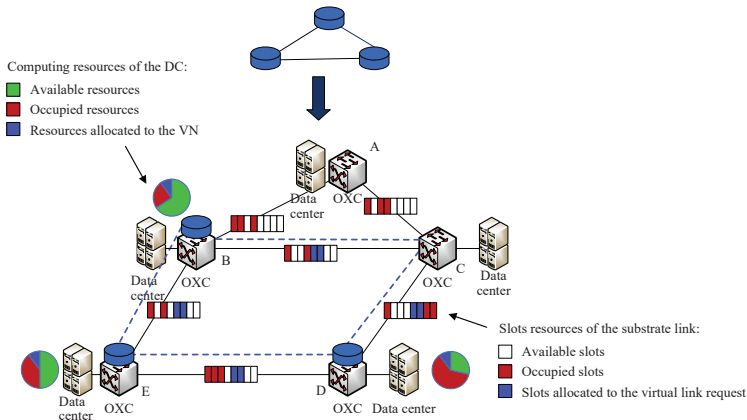 Computing resources of the DC:
Available resources
Occupied resources
Resources allocated to the VN
A
Data
center
OXC
B
OXC
Data
center
C
OXC
Data
center
Slots resources of the substrate link:
Available slots
Occupied slots
Slots allocated to the virtual link request
Data
center
E
OXC
D
OXC
Data
center